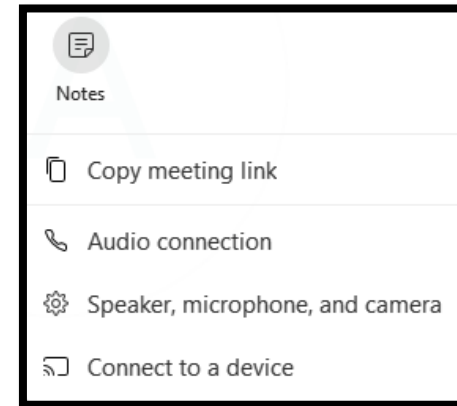 Notes
Copy meeting link
Audio connection
Speaker, microphone, and camera
Connect to a device